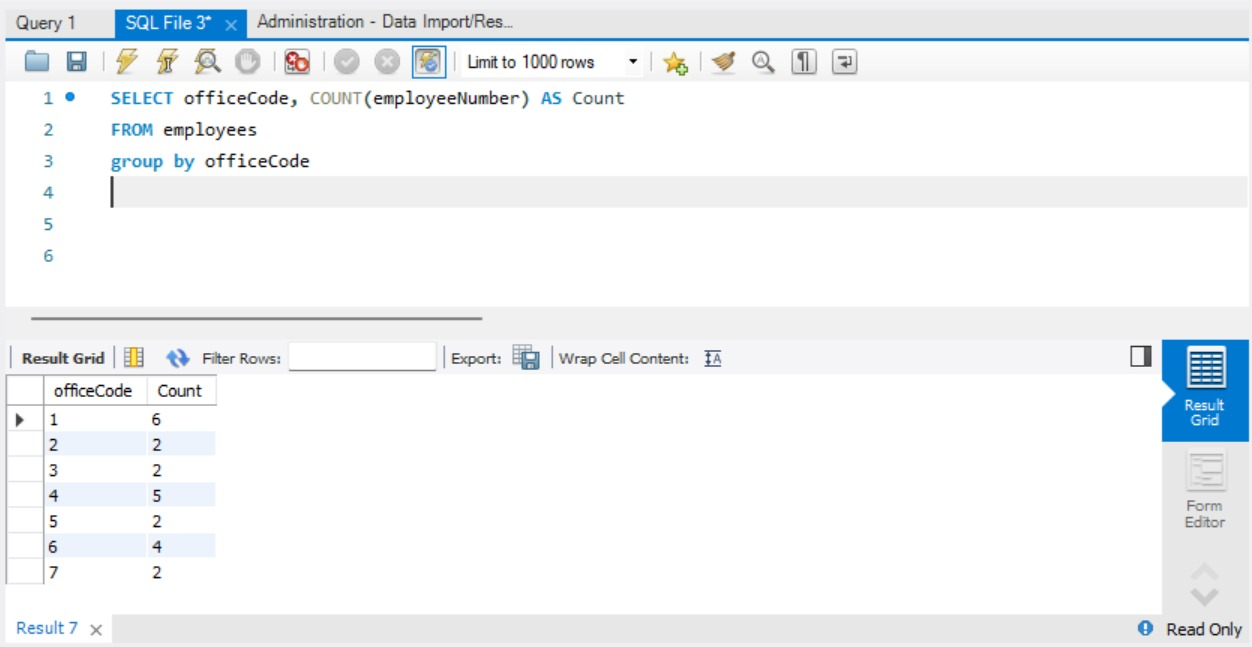 Query 1 SQL File 3* × Administration - Data Import/Res...
Limit to 1000 rows
1 SELECT officeCode, COUNT(employeeNumber) AS Count
2 FROM employees
3 group by officeCode
4
5
6
Result Grid Filter Rows: Export: Wrap Cell Content: IA
officeCode Count
1 6
2 2
3 2
4 5
5 2
6 4
7 2
Result
Grid
Form
Editor
Result 7 × Read Only